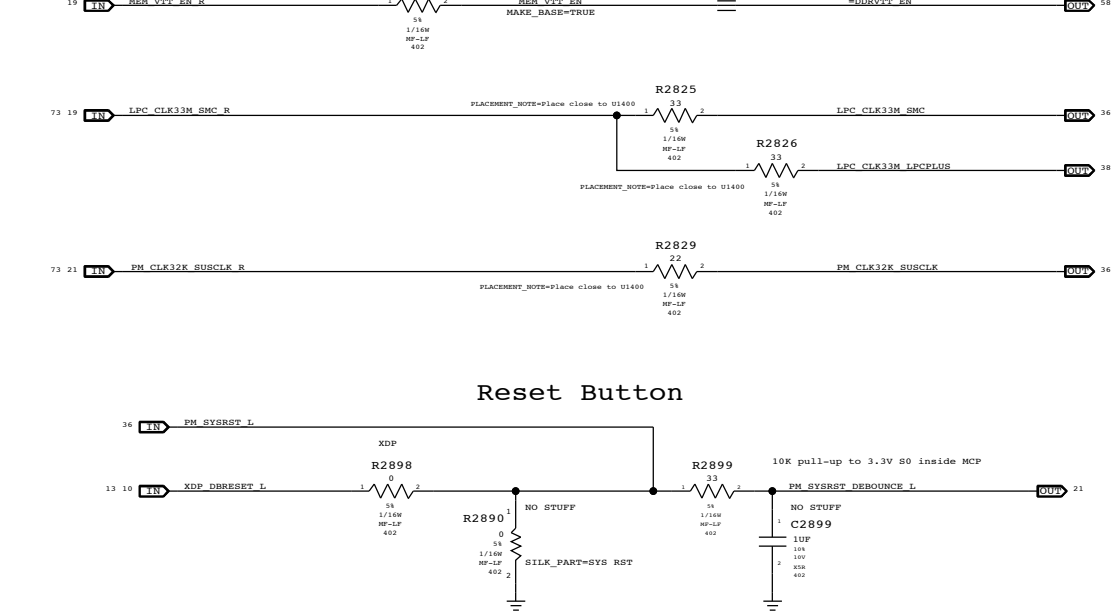 19 IN MEM_VTT_EN_R 1 2 MEM_VTT_EN =DDRVTT_EN OUT 58
MAKE_BASE=TRUE
5%
1/16W
MF-LF
402
R2825
PLACEMENT_NOTE=Place close to U1400 33
73 19 IN LPC_CLK33M_SMC_R 1 2 LPC_CLK33M_SMC OUT 36
5%
1/16W
MF-LF
402
R2826
33
1 2 LPC_CLK33M_LPCPLUS OUT 38
PLACEMENT_NOTE=Place close to U1400
5%
1/16W
MF-LF
402
R2829
22
73 21 IN PM_CLK32K_SUSCLK_R 1 2 PM_CLK32K_SUSCLK OUT 36
PLACEMENT_NOTE=Place close to U1400
5%
1/16W
MF-LF
402
Reset Button
36 IN PM_SYSRST_L
XDP
R2898
0
13 10 IN XDP_DBRESET_L 1 2
5%
1/16W
MF-LF
402
R2890
0
5%
1/16W
MF-LF
402
1
2
NO STUFF
SILK_PART=SYS RST
R2899
33
1 2
5%
1/16W
MF-LF
402
10K pull-up to 3.3V S0 inside MCP
PM_SYSRST_DEBOUNCE_L OUT 21
NO STUFF
1
C2899
1UF
10%
10V
X5R
402
2